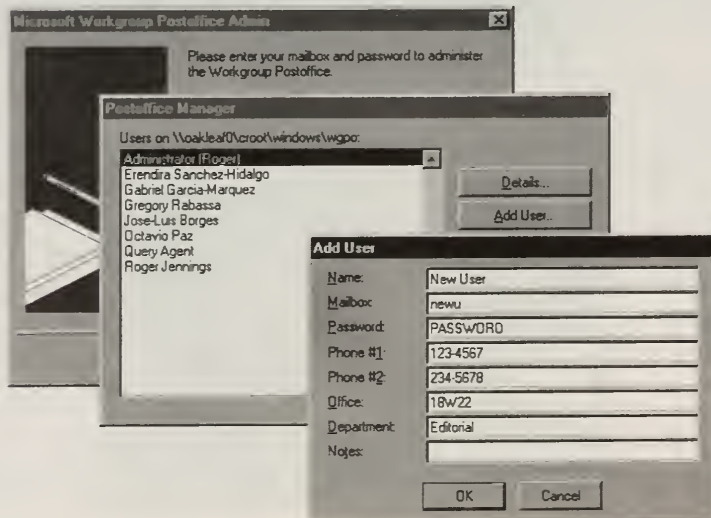 Microsoft Workgroup Postoffice Admin
Please enter your mailbox and password to administer
the Workgroup Postoffice.
Postoffice Manager
Users on \\oakleaf0\croot\windows\wgpo:
Administrator (Roger)
Erendira Sanchez-Hidalgo
Gabriel Garcia-Marquez
Gregory Rabassa
Jose-Luis Borges
Octavio Paz
Query Agent
Roger Jennings
Details...
Add User..
Add User
Name: New User
Mailbox: newu
Password: PASSWORD
Phone #1: 123-4567
Phone #2: 234-5678
Office: 18W22
Department: Editorial
Notes:
OK Cancel